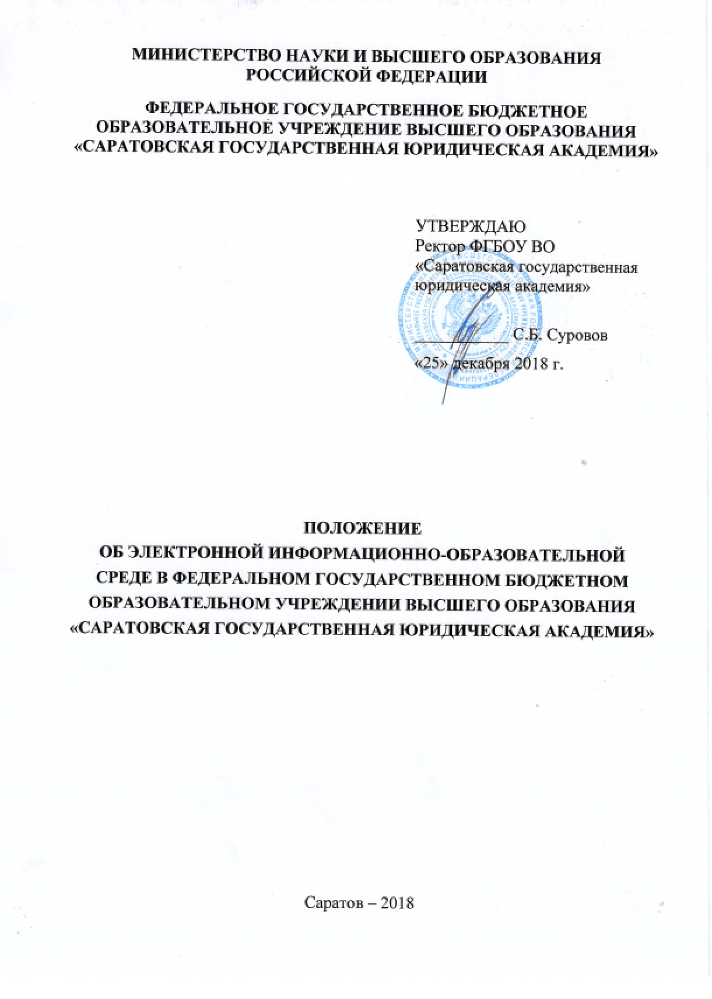 МИНИСТЕРСТВО НАУКИ И ВЫСШЕГО ОБРАЗОВАНИЯ
РОССИЙСКОЙ ФЕДЕРАЦИИ
ФЕДЕРАЛЬНОЕ ГОСУДАРСТВЕННОЕ БЮДЖЕТНОЕ
ОБРАЗОВАТЕЛЬНОЕ УЧРЕЖДЕНИЕ ВЫСШЕГО ОБРАЗОВАНИЯ
«САРАТОВСКАЯ ГОСУДАРСТВЕННАЯ ЮРИДИЧЕСКАЯ АКАДЕМИЯ»
УТВЕРЖДАЮ
Ректор ФГБОУ ВО
«Саратовская государственная
юридическая академия»
С.Б. Суровов
«25» декабря 2018 г.
ПОЛОЖЕНИЕ
ОБ ЭЛЕКТРОННОЙ ИНФОРМАЦИОННО-ОБРАЗОВАТЕЛЬНОЙ
СРЕДЕ В ФЕДЕРАЛЬНОМ ГОСУДАРСТВЕННОМ БЮДЖЕТНОМ
ОБРАЗОВАТЕЛЬНОМ УЧРЕЖДЕНИИ ВЫСШЕГО ОБРАЗОВАНИЯ
«САРАТОВСКАЯ ГОСУДАРСТВЕННАЯ ЮРИДИЧЕСКАЯ АКАДЕМИЯ»
Саратов – 2018